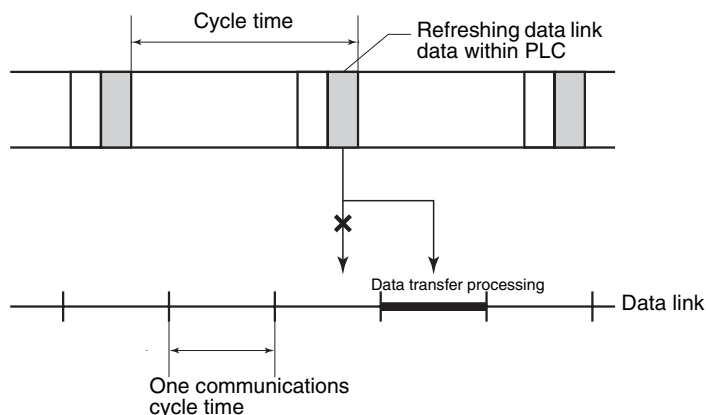 Cycle time
Refreshing data link
data within PLC
Data transfer processing
Data link
One communications
cycle time